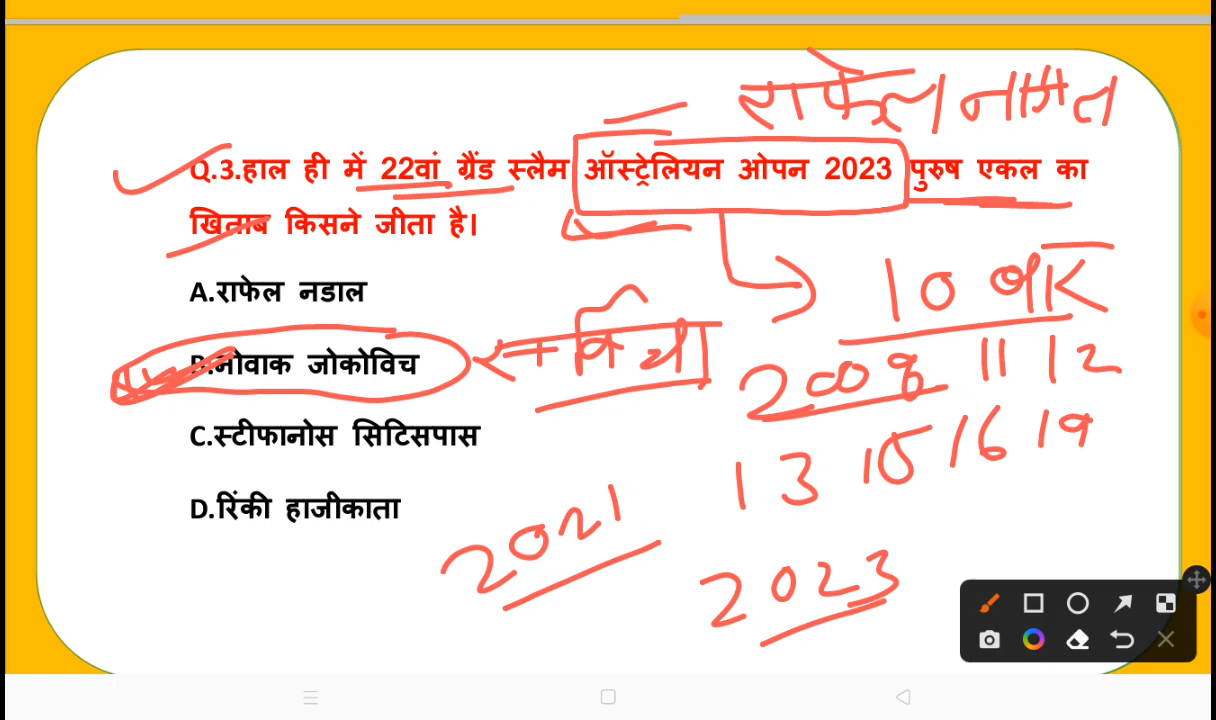 राफेल
Q.3.हाल ही में 22वां ग्रैंड स्लैम ऑस्ट्रेलियन ओपन 2023 पुरुष एकल का
खिताब किसने जीता है।
A.राफेल नडाल
10 बार
B.नोवाक जोकोविच
2008 11 12
C.स्टीफानोस सिटिसपास
13 15 16 19
D.रिंकी हाजीकाता
2021
2023